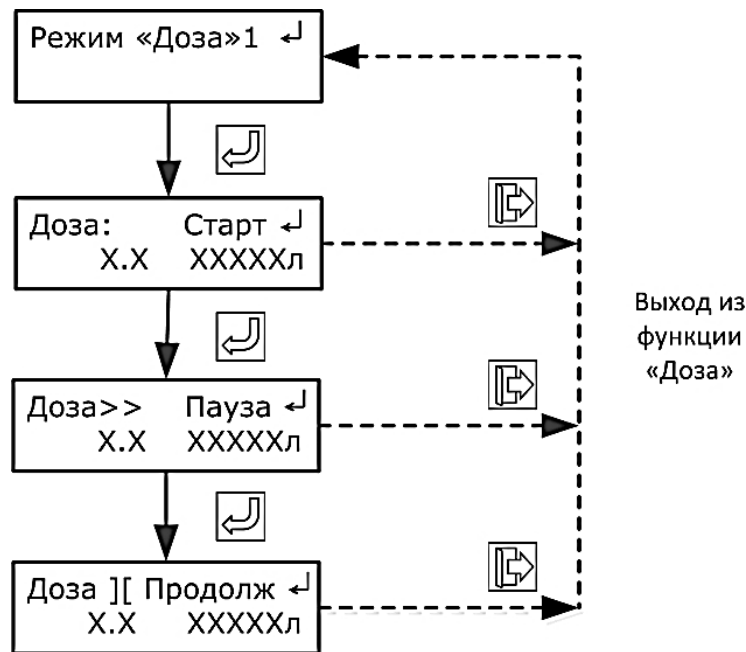 Режим «Доза»1 ↵
Доза: Старт ↵
X.X XXXXXл
Доза>> Пауза ↵
X.X XXXXXл
Доза ][ Продолж ↵
X.X XXXXXл
Выход из
функции
«Доза»